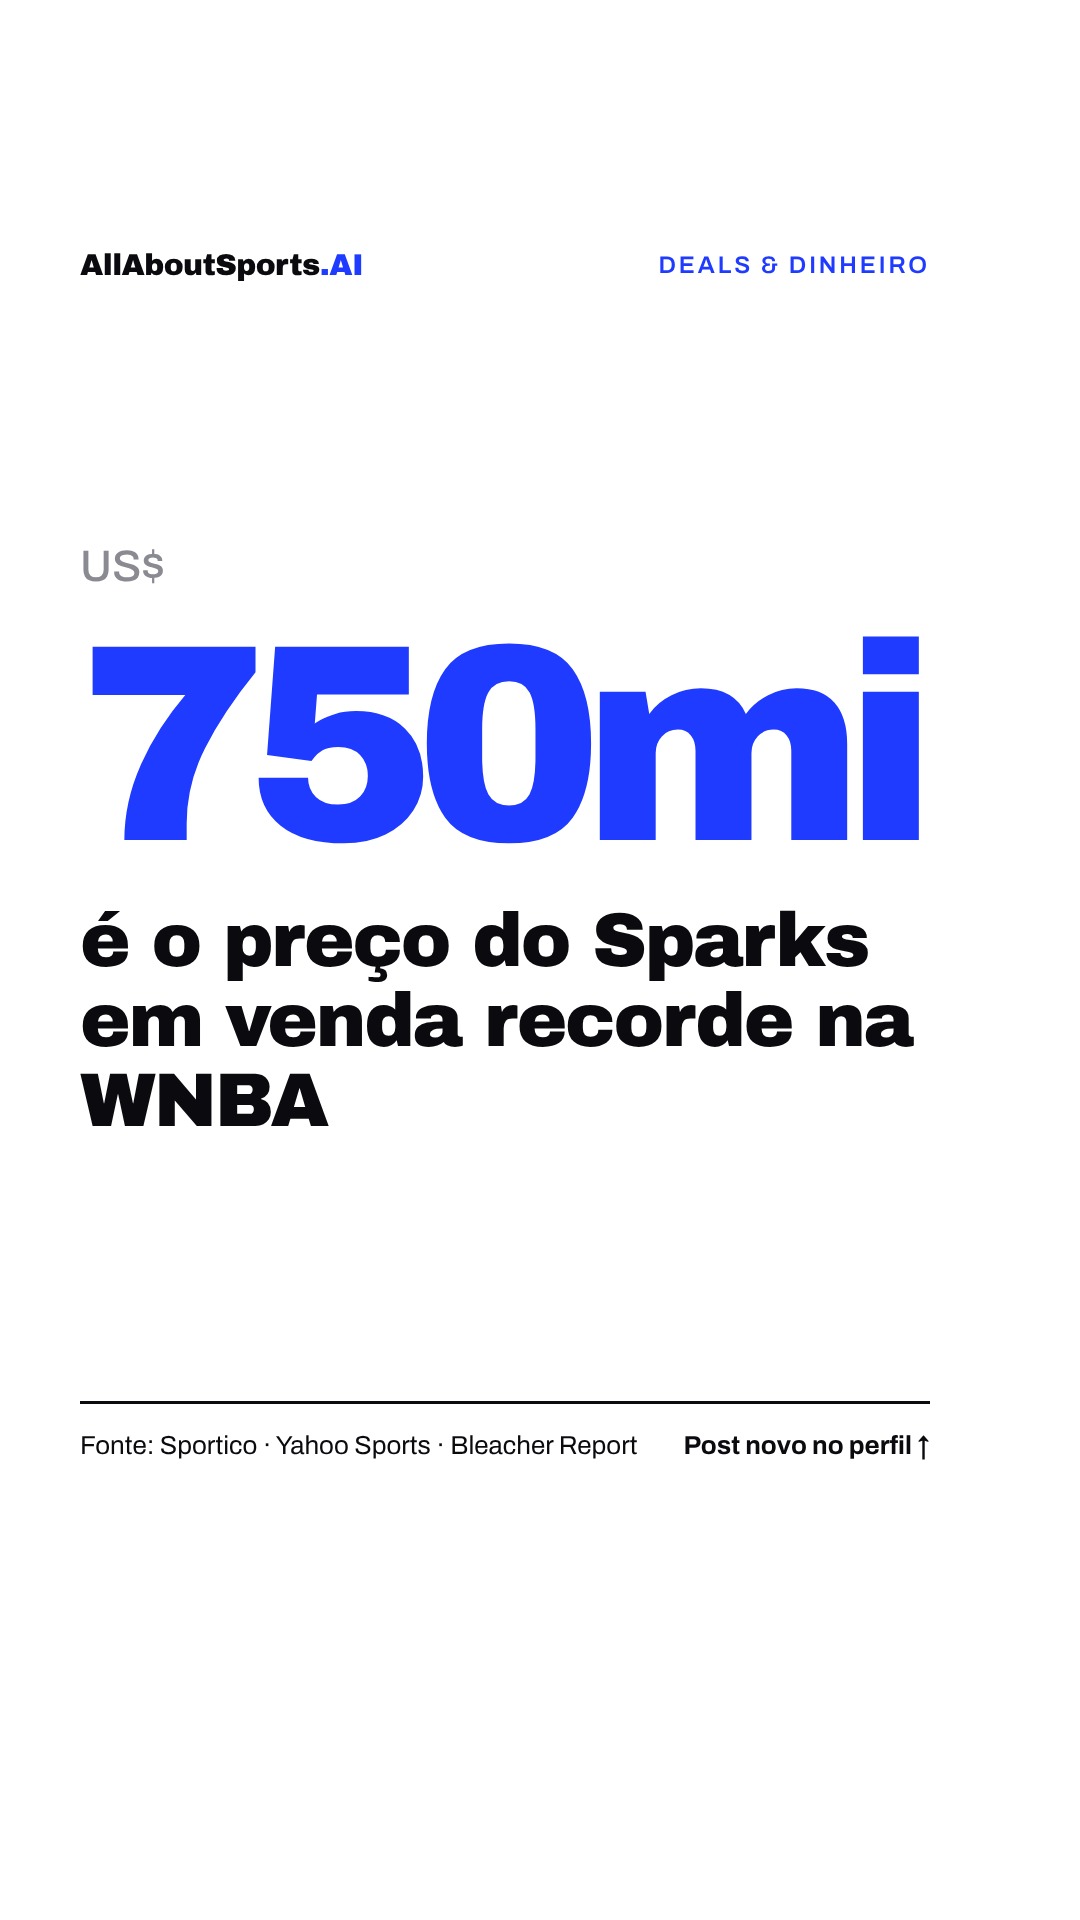 AllAboutSports.AI
DEALS & DINHEIRO
US$
750mi
é o preço do Sparks
em venda recorde na
WNBA
Fonte: Sportico · Yahoo Sports · Bleacher Report
Post novo no perfil ↑